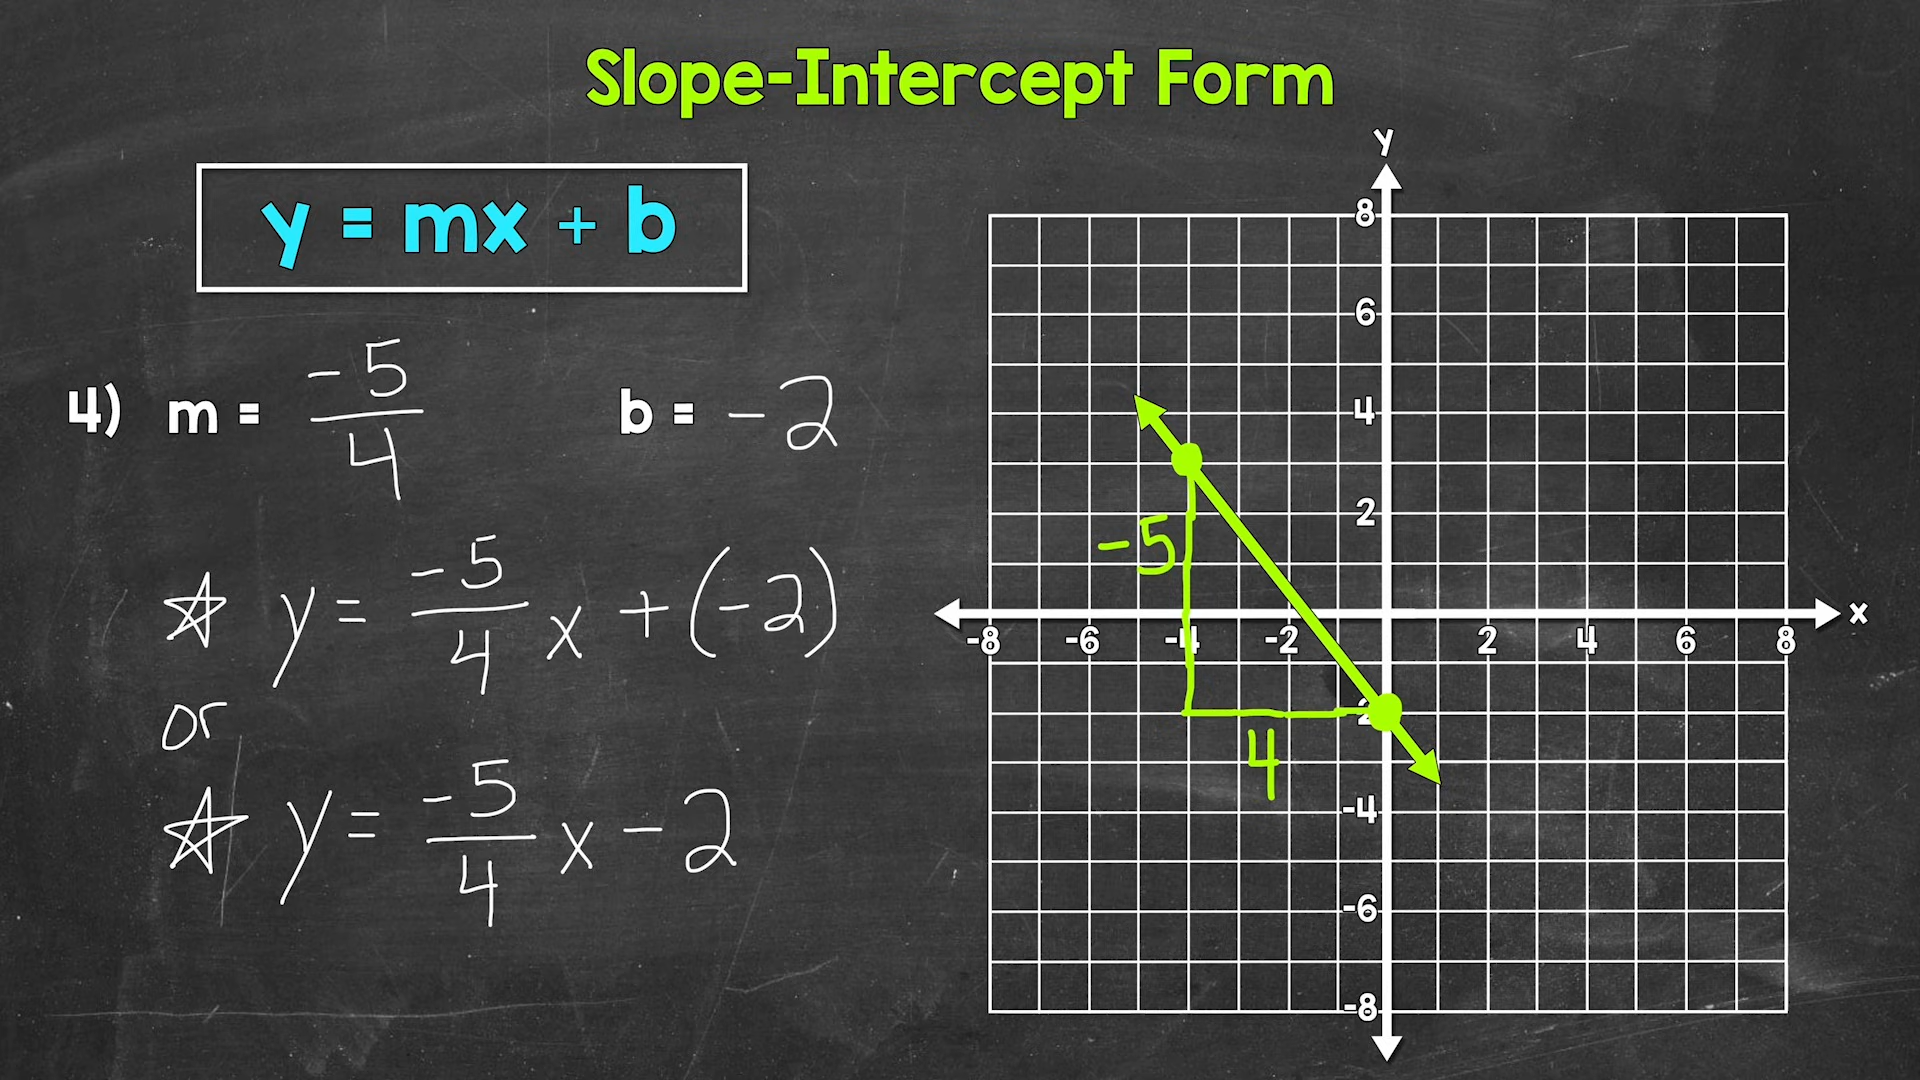 Slope-Intercept Form
y = mx + b
4) m = -5/4 b = -2
☆ y = -5/4 x + (-2)
or
☆ y = -5/4 x - 2
y
8
6
4
2
-8 -6 -4 -2 2 4 6 8 x
-4
-6
-8
-5
4